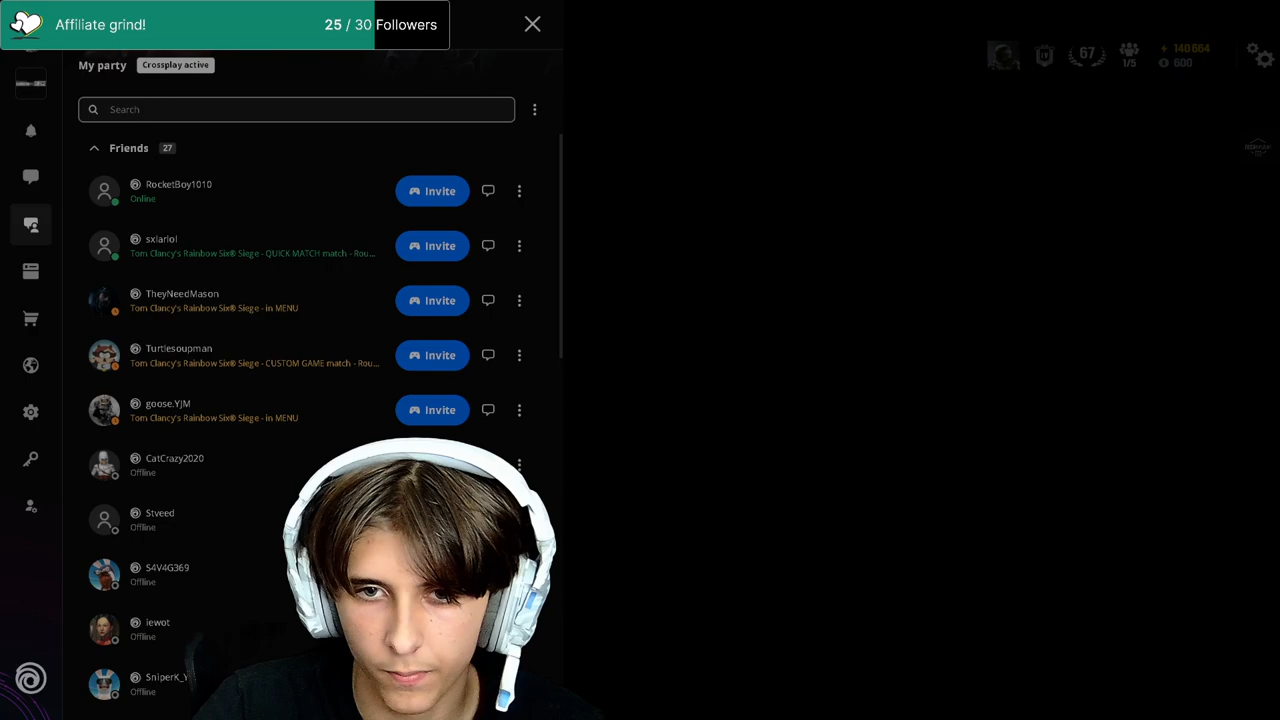 Affiliate grind! 25 / 30 Followers
My party Crossplay active
67 1/5 140 664 600
Search
Friends 27
RocketBoy1010
Online
Invite
sxlarlol
Tom Clancy's Rainbow Six® Siege - QUICK MATCH match - Rou...
Invite
TheyNeedMason
Tom Clancy's Rainbow Six® Siege - in MENU
Invite
Turtlesoupman
Tom Clancy's Rainbow Six® Siege - CUSTOM GAME match - Rou...
Invite
goose.YJM
Tom Clancy's Rainbow Six® Siege - in MENU
Invite
CatCrazy2020
Offline
Stveed
Offline
S4V4G369
Offline
iewot
Offline
SniperK_Y
Offline